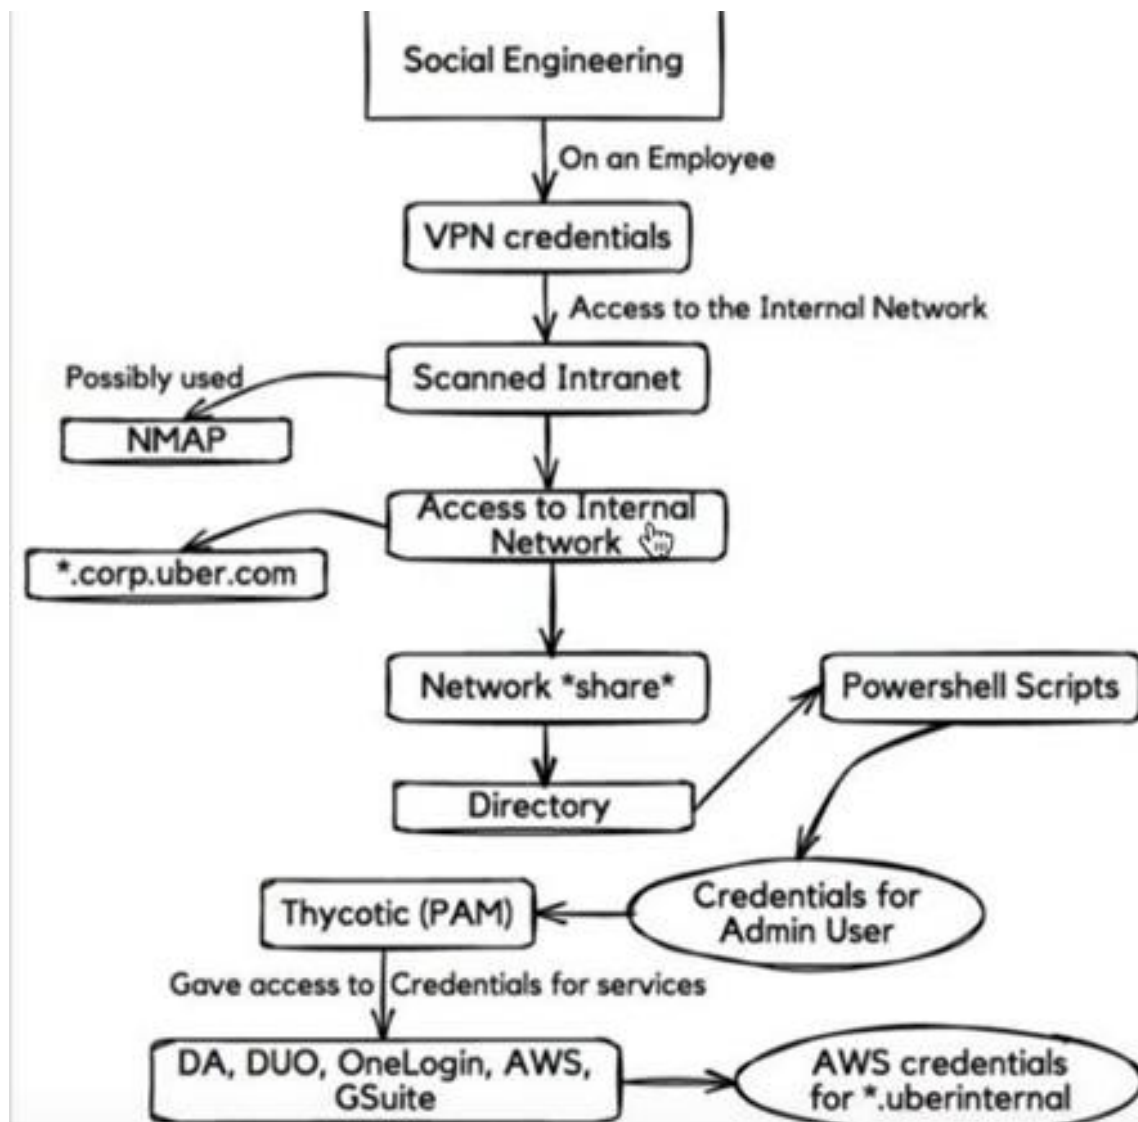 Social Engineering
On an Employee
VPN credentials
Access to the Internal Network
Scanned Intranet
Possibly used
NMAP
Access to Internal
Network
*.corp.uber.com
Network *share*
Powershell Scripts
Directory
Credentials for
Admin User
Thycotic (PAM)
Gave access to Credentials for services
DA, DUO, OneLogin, AWS,
GSuite
AWS credentials
for *.uberinternal